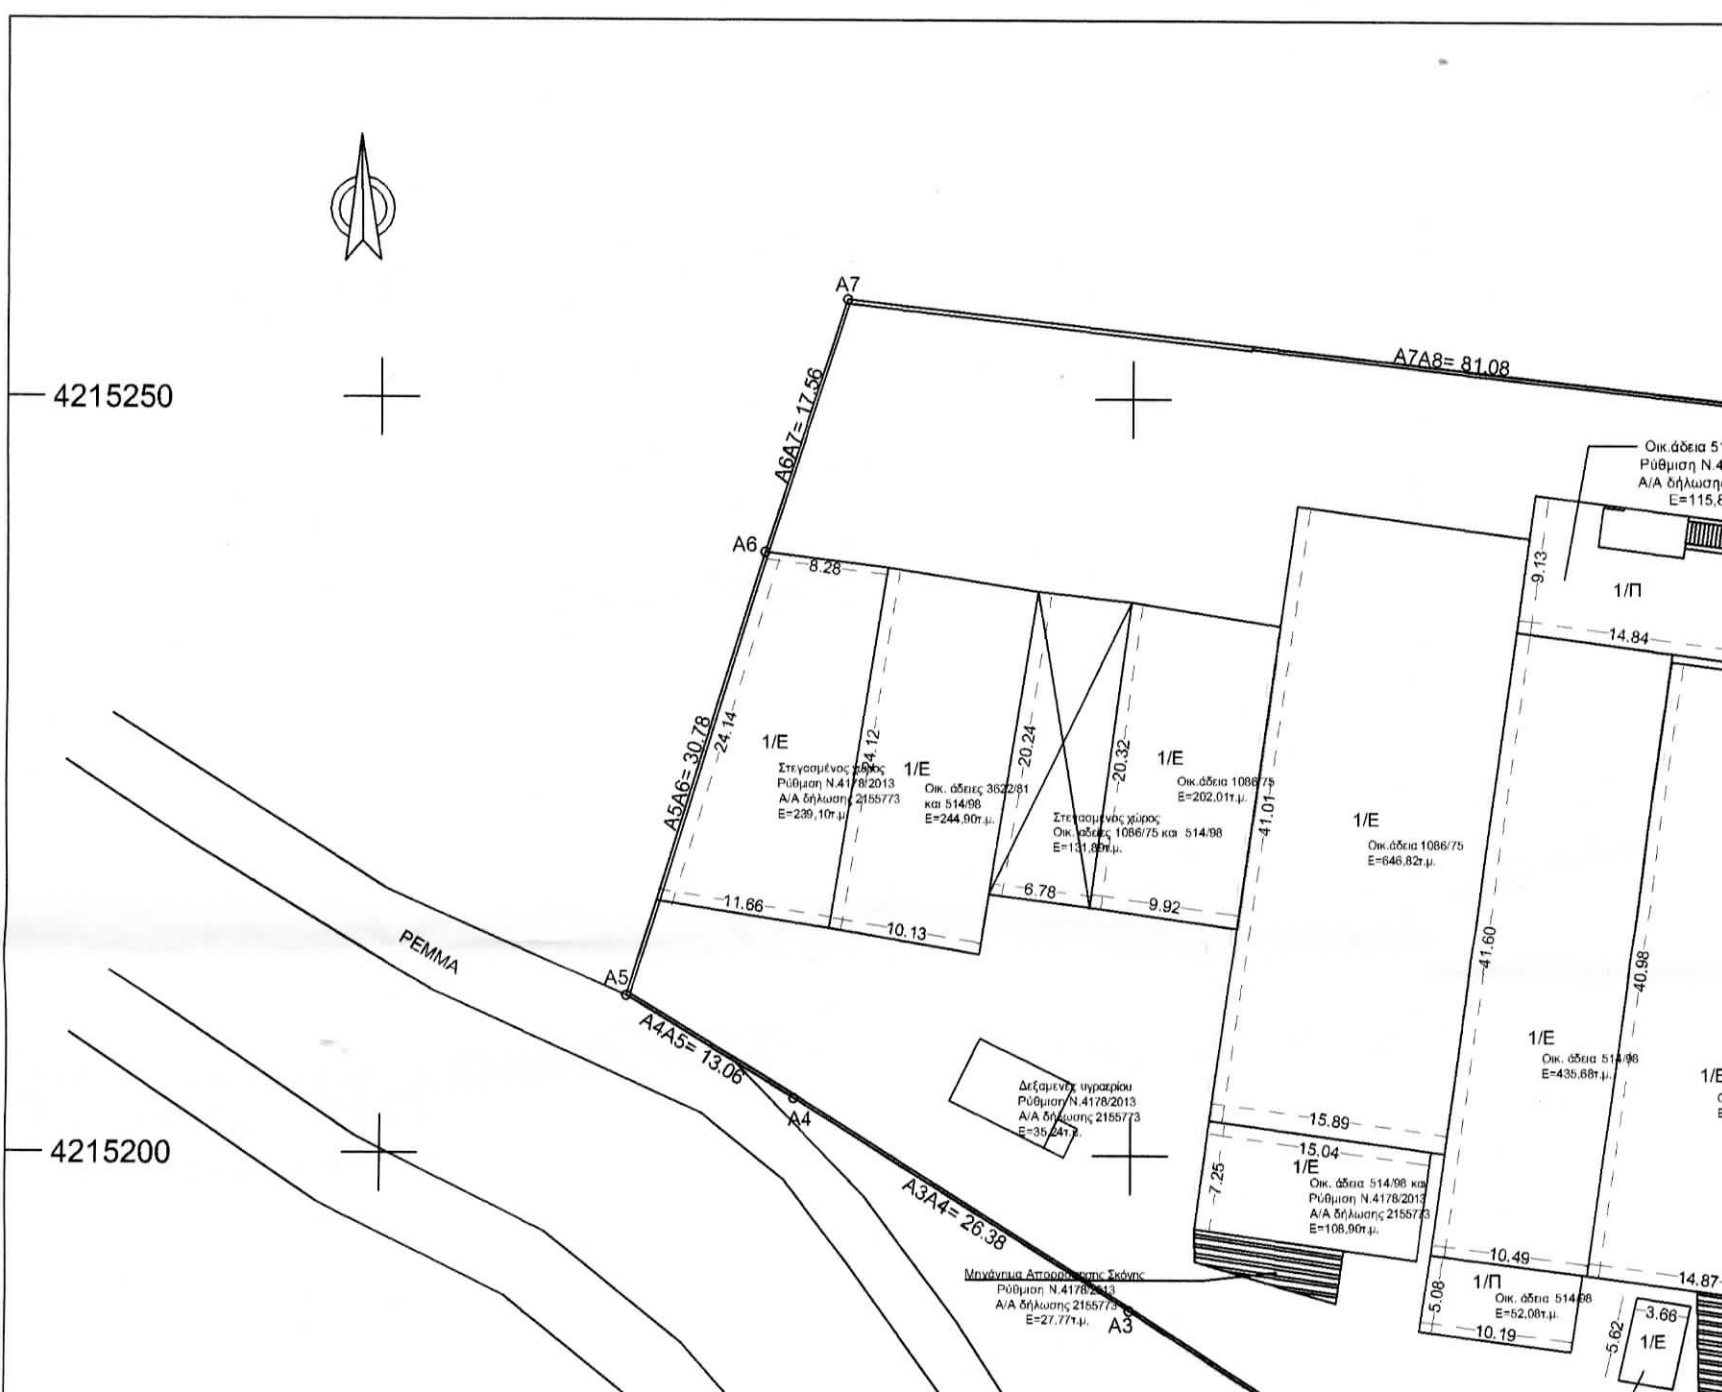 A7
A7A8= 81.08
4215250
A6A7= 17.56
Οικ.άδεια 51
Ρύθμιση Ν.4
Α/Α δήλωσης
Ε=115,8
A6
8.28
9.13
1/Π
14.84
A5A6= 30.78
24.14
1/Ε
Στεγασμένος χώρος
Ρύθμιση Ν.4178/2013
Α/Α δήλωσης 2155773
Ε=239,10τ.μ.
24.12
1/Ε
Οικ. άδειες 3622/81
και 514/98
Ε=244,90τ.μ.
20.24
20.32
1/Ε
Οικ.άδεια 1086/75
Ε=202,01τ.μ.
Στεγασμένος χώρος
Οικ. άδειες 1086/75 και 514/98
Ε=131,89τ.μ.
41.01
1/Ε
Οικ.άδεια 1086/75
Ε=646,82τ.μ.
11.66
10.13
6.78
9.92
41.60
40.98
ΡΕΜΜΑ
A5
A4A5= 13.06
A4
1/Ε
Οικ. άδεια 514/98
Ε=435,68τ.μ.
1/Ε
Δεξαμενές υγραερίου
Ρύθμιση Ν.4178/2013
Α/Α δήλωσης 2155773
Ε=35,24τ.μ.
15.89
15.04
4215200
7.25
1/Ε
Οικ. άδεια 514/98 και
Ρύθμιση Ν.4178/2013
Α/Α δήλωσης 2155773
Ε=108,90τ.μ.
A3A4= 26.38
Μηχάνημα Απορρόφησης Σκόνης
Ρύθμιση Ν.4178/2013
Α/Α δήλωσης 2155773
Ε=27,77τ.μ.
A3
10.49
14.87
5.08
1/Π
Οικ. άδεια 514/98
Ε=52,08τ.μ.
10.19
5.62
3.66
1/Ε